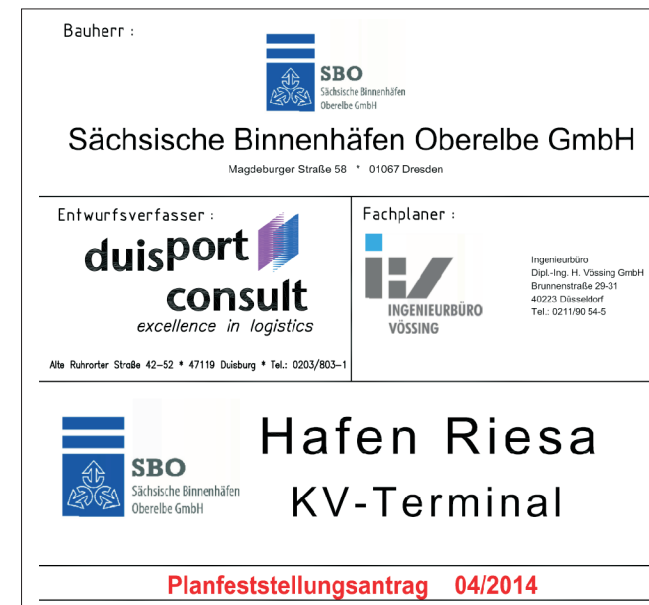 Bauherr :
SBO
Sächsische Binnenhäfen
Oberelbe GmbH
Sächsische Binnenhäfen Oberelbe GmbH
Magdeburger Straße 58 * 01067 Dresden
Entwurfsverfasser :
duisport
consult
excellence in logistics
Alte Ruhrorter Straße 42–52 * 47119 Duisburg * Tel.: 0203/803–1
Fachplaner :
INGENIEURBÜRO
VÖSSING
Ingenieurbüro
Dipl.-Ing. H. Vössing GmbH
Brunnenstraße 29-31
40223 Düsseldorf
Tel.: 0211/90 54-5
SBO
Sächsische Binnenhäfen
Oberelbe GmbH
Hafen Riesa
KV-Terminal
Planfeststellungsantrag 04/2014